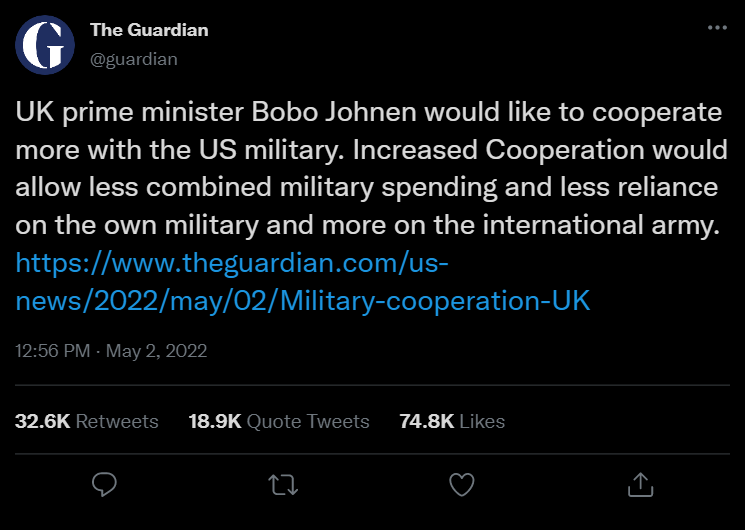 The Guardian
@guardian
UK prime minister Bobo Johnen would like to cooperate
more with the US military. Increased Cooperation would
allow less combined military spending and less reliance
on the own military and more on the international army.
https://www.theguardian.com/us-
news/2022/may/02/Military-cooperation-UK
12:56 PM · May 2, 2022
32.6K Retweets 18.9K Quote Tweets 74.8K Likes